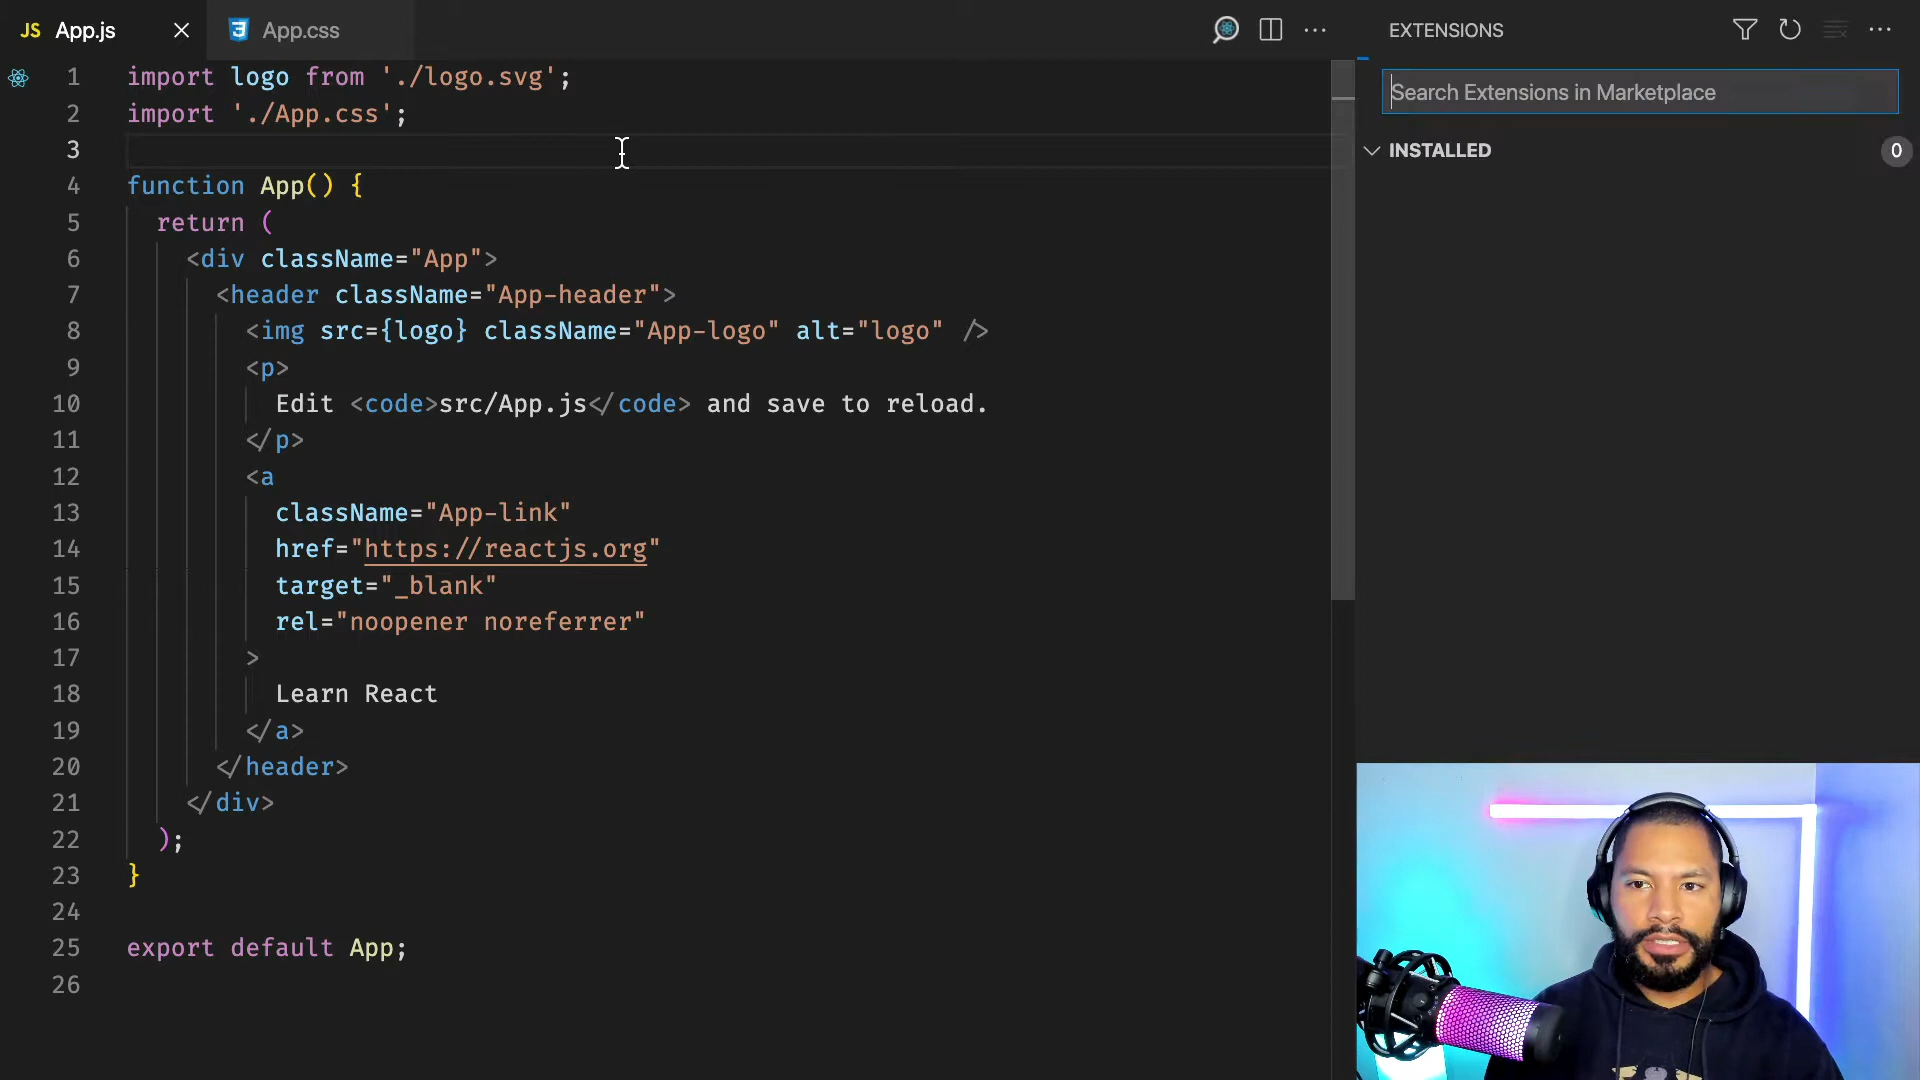 JS App.js
App.css
EXTENSIONS
1 import logo from './logo.svg';
2 import './App.css';
3
4 function App() {
5 return (
6 <div className="App">
7 <header className="App-header">
8 <img src={logo} className="App-logo" alt="logo" />
9 <p>
10 Edit <code>src/App.js</code> and save to reload.
11 </p>
12 <a
13 className="App-link"
14 href="https://reactjs.org"
15 target="_blank"
16 rel="noopener noreferrer"
17 >
18 Learn React
19 </a>
20 </header>
21 </div>
22 );
23 }
24
25 export default App;
26
Search Extensions in Marketplace
INSTALLED 0